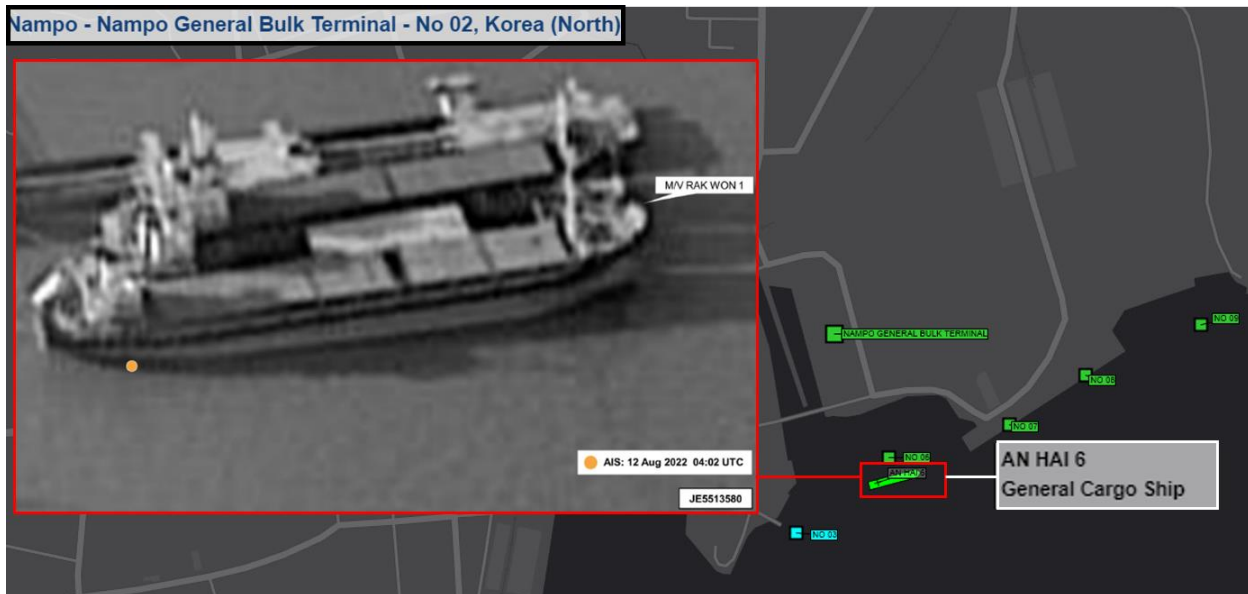 Nampo - Nampo General Bulk Terminal - No 02, Korea (North)
M/V RAK WON 1
AIS: 12 Aug 2022 04:02 UTC
JE5513580
NAMPO GENERAL BULK TERMINAL
NO 09
NO 08
NO 07
NO 06
AN HAI 6
NO 03
AN HAI 6
General Cargo Ship